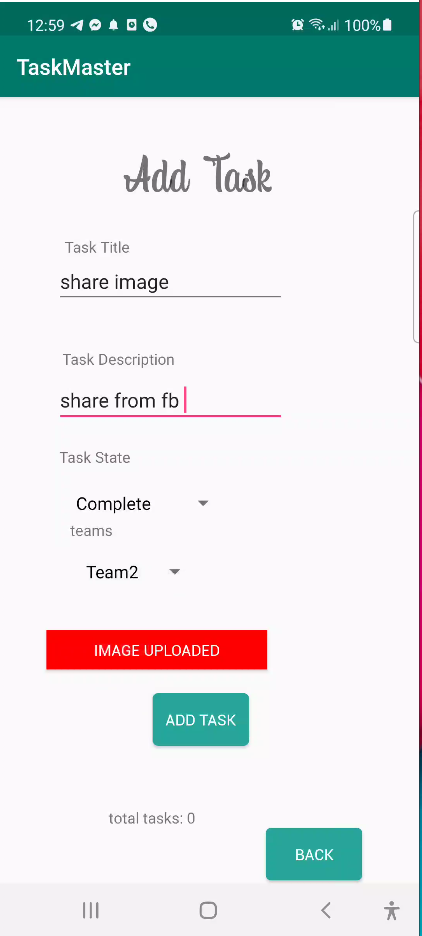 12:59 100%
TaskMaster
Add Task
Task Title
share image
Task Description
share from fb
Task State
Complete
teams
Team2
IMAGE UPLOADED
ADD TASK
total tasks: 0
BACK